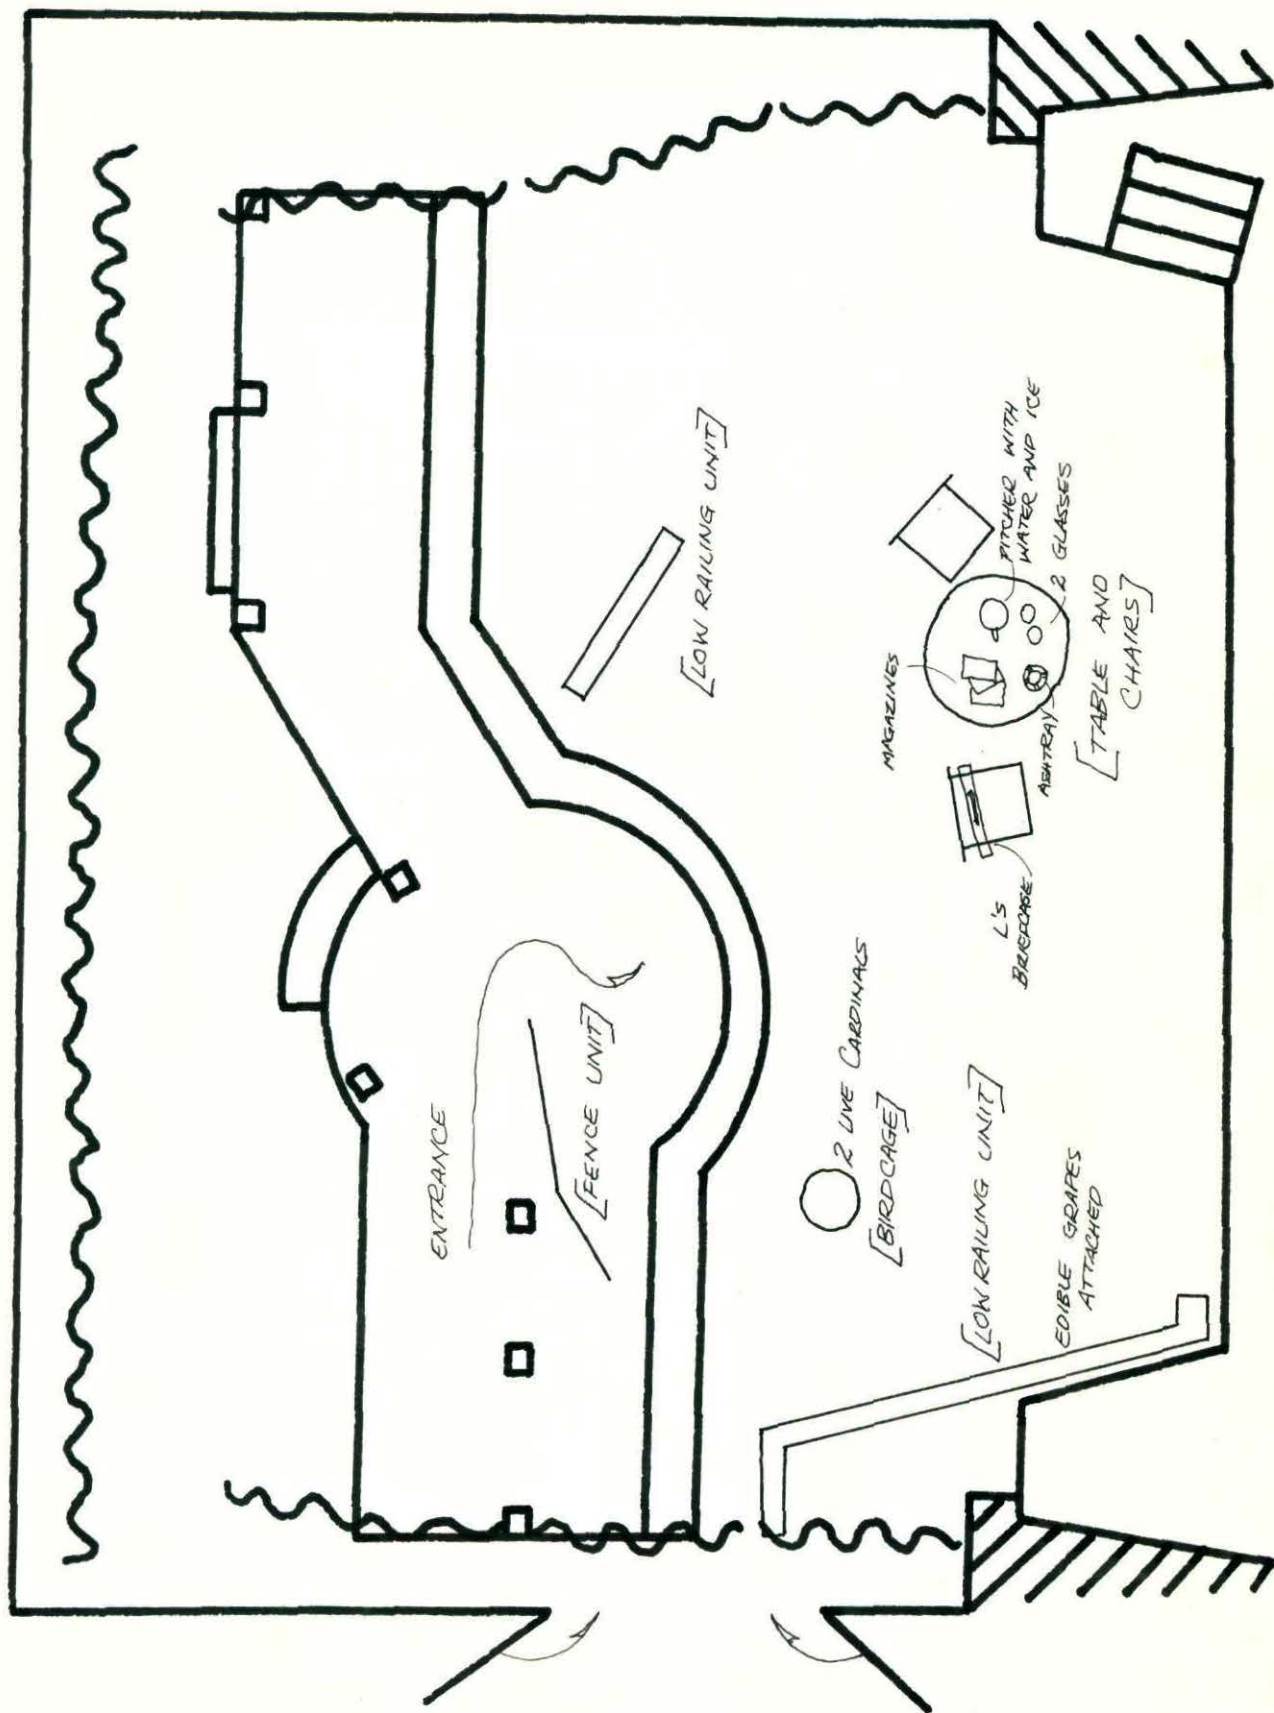 ENTRANCE
[FENCE UNIT]
[LOW RAILING UNIT]
2 LIVE CARDINALS
[BIRDCAGE]
[LOW RAILING UNIT]
EDIBLE GRAPES
ATTACHED
MAGAZINES
L'S
BRIEFCASE
ASHTRAY
PITCHER WITH
WATER AND ICE
2 GLASSES
[TABLE AND
CHAIRS]